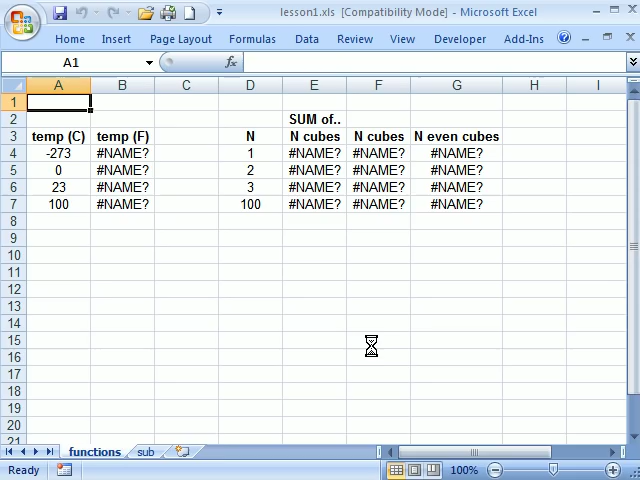 lesson1.xls [Compatibility Mode] - Microsoft Excel
Home Insert Page Layout Formulas Data Review View Developer Add-Ins
A1 fx
A B C D E F G H I
1
2 SUM of..
3 temp (C) temp (F) N N cubes N cubes N even cubes
4 -273 #NAME? 1 #NAME? #NAME? #NAME?
5 0 #NAME? 2 #NAME? #NAME? #NAME?
6 23 #NAME? 3 #NAME? #NAME? #NAME?
7 100 #NAME? 100 #NAME? #NAME? #NAME?
8
9
10
11
12
13
14
15
16
17
18
19
20
21
functions sub
Ready 100%